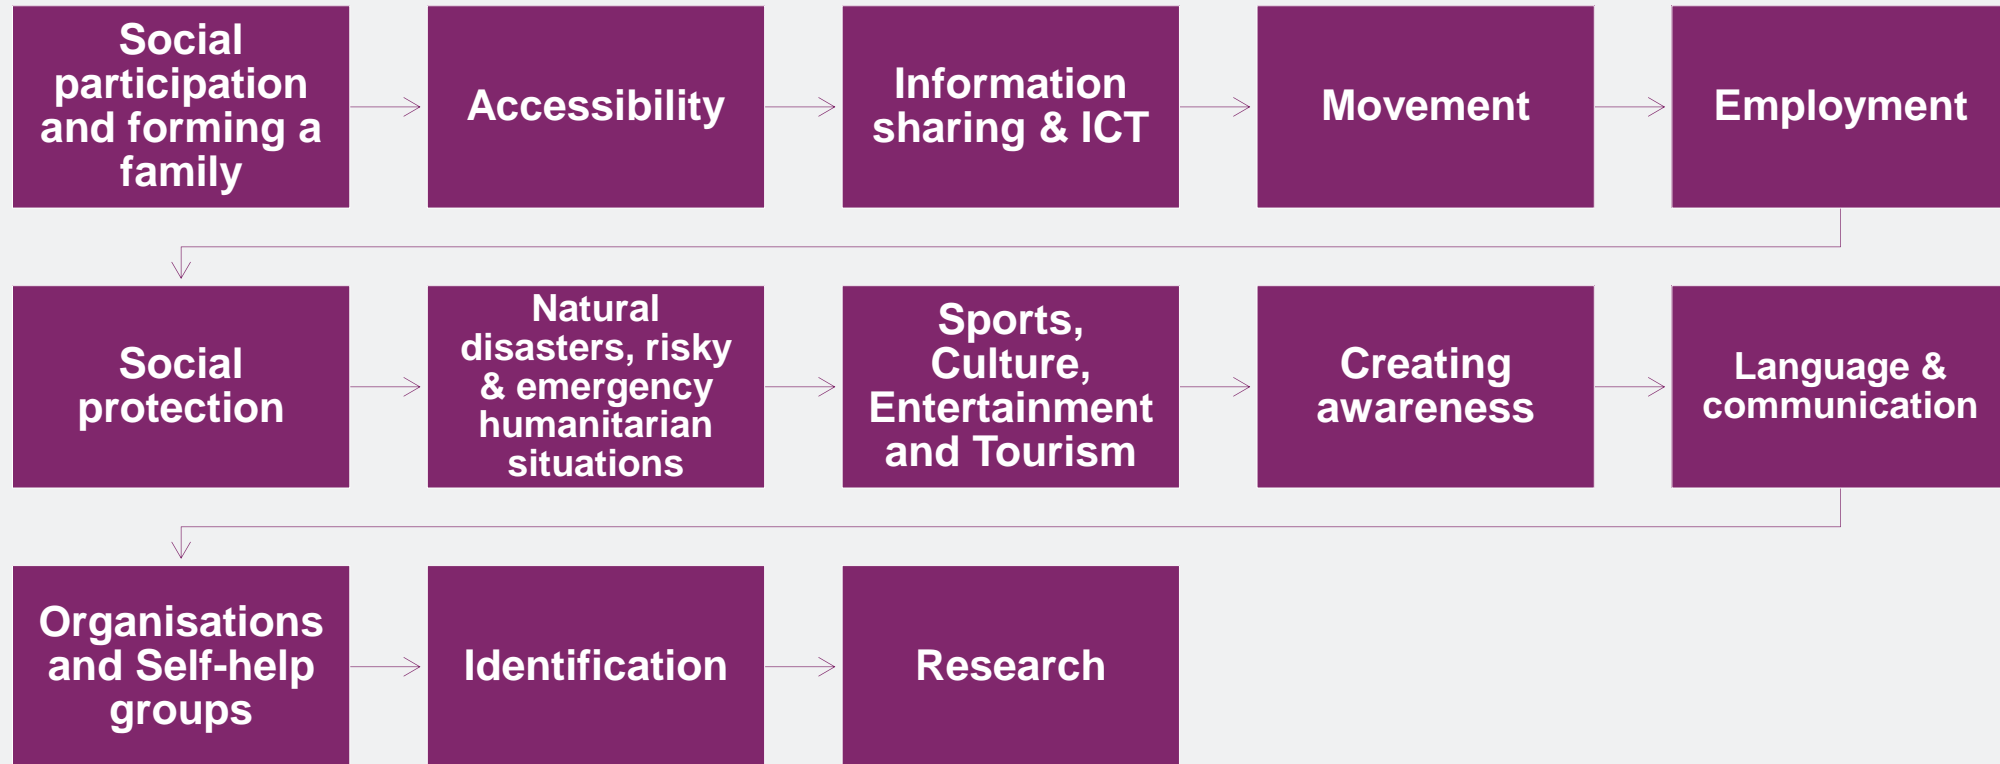 Social
participation
and forming a
family
Accessibility
Information
sharing & ICT
Movement
Employment
Social
protection
Natural
disasters, risky
& emergency
humanitarian
situations
Sports,
Culture,
Entertainment
and Tourism
Creating
awareness
Language &
communication
Organisations
and Self-help
groups
Identification
Research